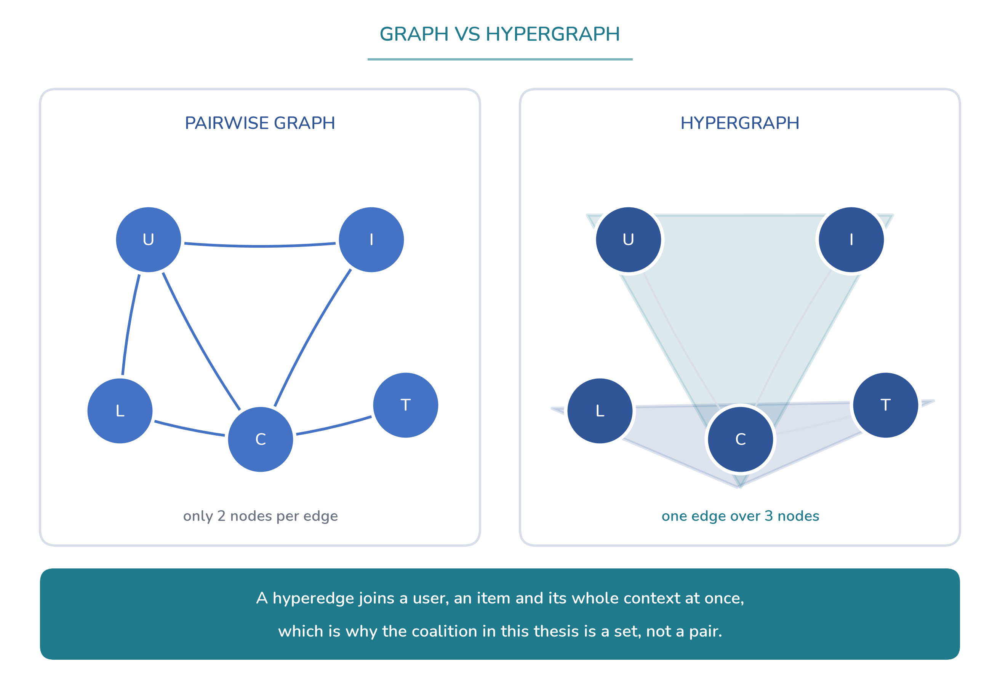 GRAPH VS HYPERGRAPH
PAIRWISE GRAPH
U
I
L
C
T
only 2 nodes per edge
HYPERGRAPH
U
I
L
C
T
one edge over 3 nodes
A hyperedge joins a user, an item and its whole context at once,
which is why the coalition in this thesis is a set, not a pair.